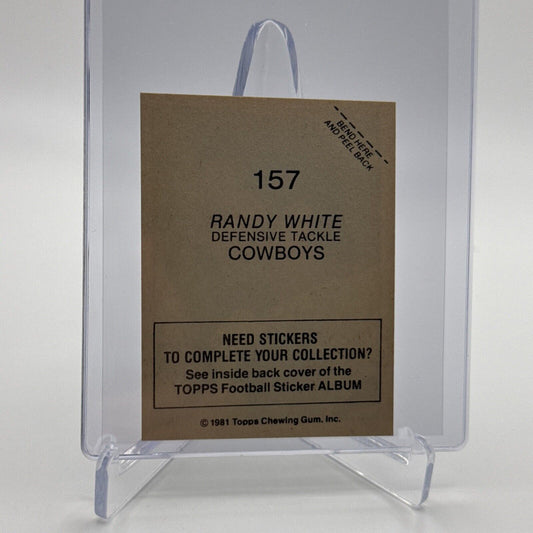 BEND HERE
AND PEEL BACK
157
RANDY WHITE
DEFENSIVE TACKLE
COWBOYS
NEED STICKERS
TO COMPLETE YOUR COLLECTION?
See inside back cover of the
TOPPS Football Sticker ALBUM
© 1981 Topps Chewing Gum, Inc.